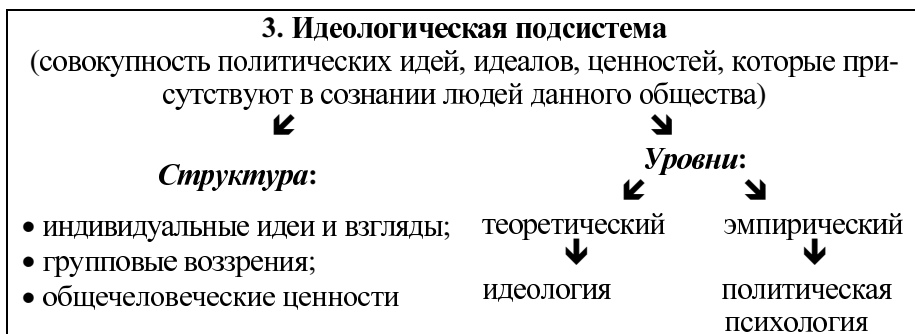 3. Идеологическая подсистема
(совокупность политических идей, идеалов, ценностей, которые при-
сутствуют в сознании людей данного общества)
Структура:
• индивидуальные идеи и взгляды;
• групповые воззрения;
• общечеловеческие ценности
Уровни:
теоретический
идеология
эмпирический
политическая
психология